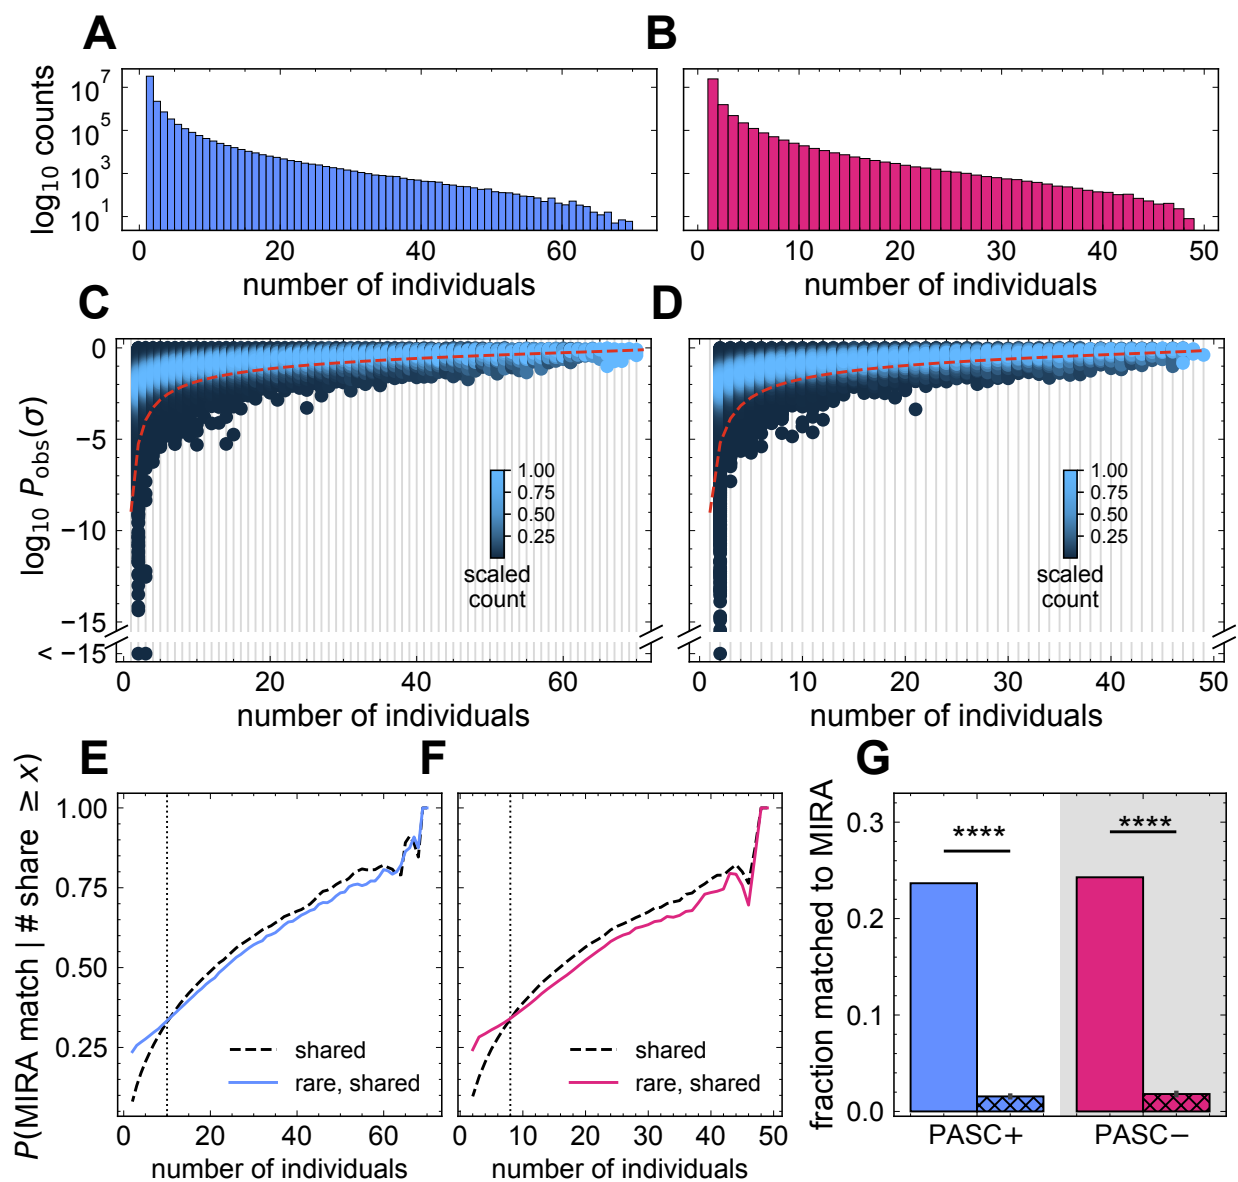 A
B
log10 counts
10^7
10^5
10^3
10^1
0 20 40 60
0 10 20 30 40 50
number of individuals
number of individuals
C
D
log10 Pobs(σ)
0
−5
−10
−15
< −15
1.00
0.75
0.50
0.25
scaled
count
1.00
0.75
0.50
0.25
scaled
count
0 20 40 60
0 10 20 30 40 50
number of individuals
number of individuals
E
F
G
P(MIRA match | # share ≥ x)
1.00
0.75
0.50
0.25
shared
rare, shared
0 10 20 30 40 50 60 70
number of individuals
shared
rare, shared
0 10 20 30 40 50
number of individuals
fraction matched to MIRA
0.3
0.2
0.1
0.0
****
****
PASC+
PASC−